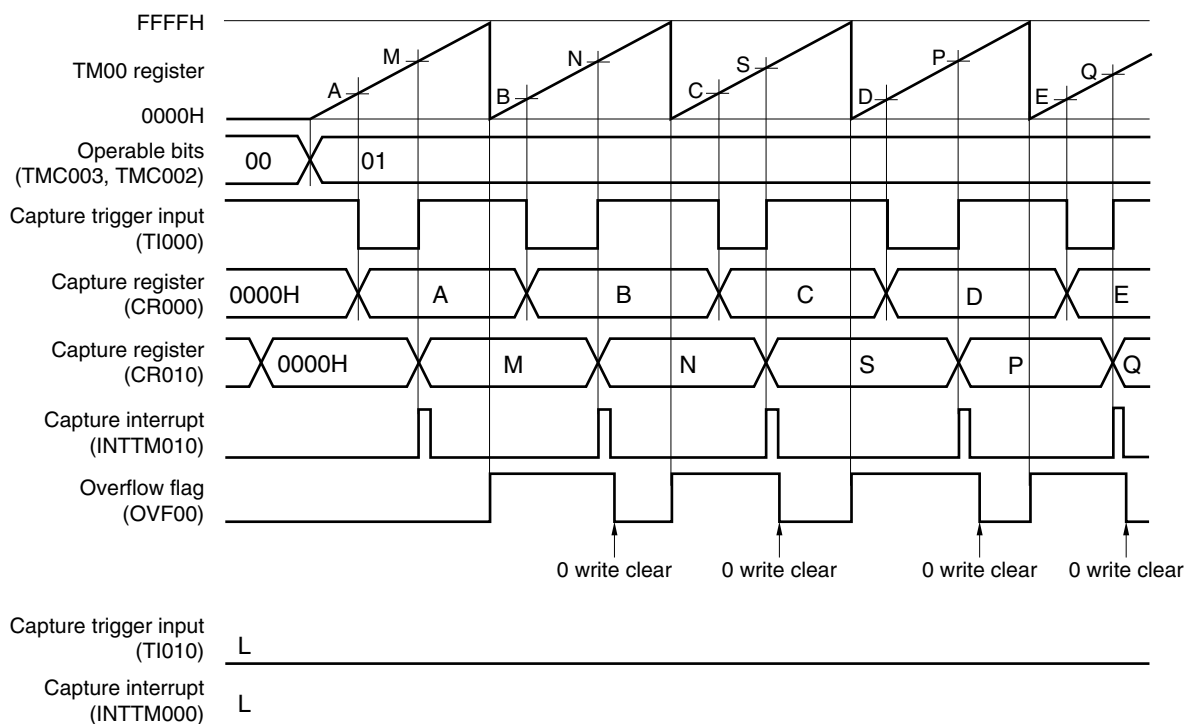 FFFFH
TM00 register
0000H
A
M
B
N
C
S
D
P
E
Q
Operable bits
(TMC003, TMC002)
00
01
Capture trigger input
(TI000)
Capture register
(CR000)
0000H
A
B
C
D
E
Capture register
(CR010)
0000H
M
N
S
P
Q
Capture interrupt
(INTTM010)
Overflow flag
(OVF00)
0 write clear
0 write clear
0 write clear
0 write clear
Capture trigger input
(TI010)
L
Capture interrupt
(INTTM000)
L